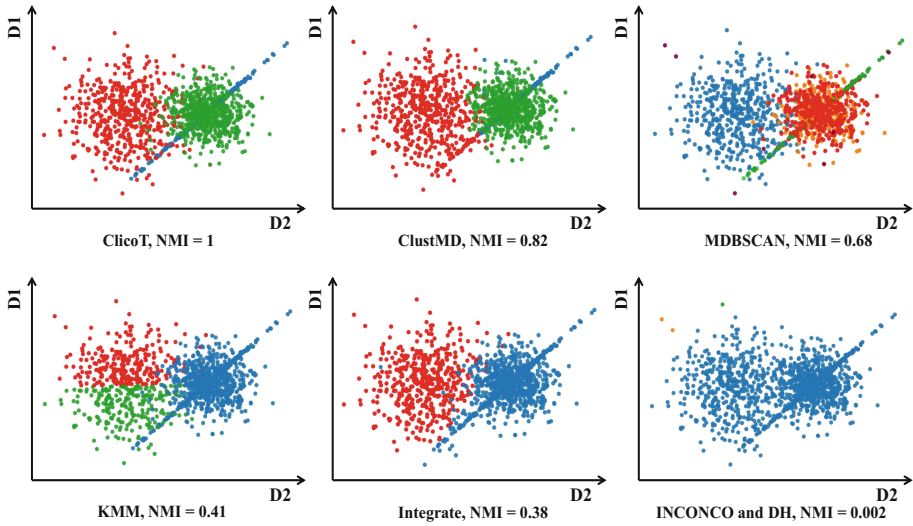 D1
D2
ClicoT, NMI = 1
D1
D2
ClustMD, NMI = 0.82
D1
D2
MDBSCAN, NMI = 0.68
D1
D2
KMM, NMI = 0.41
D1
D2
Integrate, NMI = 0.38
D1
D2
INCONCO and DH, NMI = 0.002